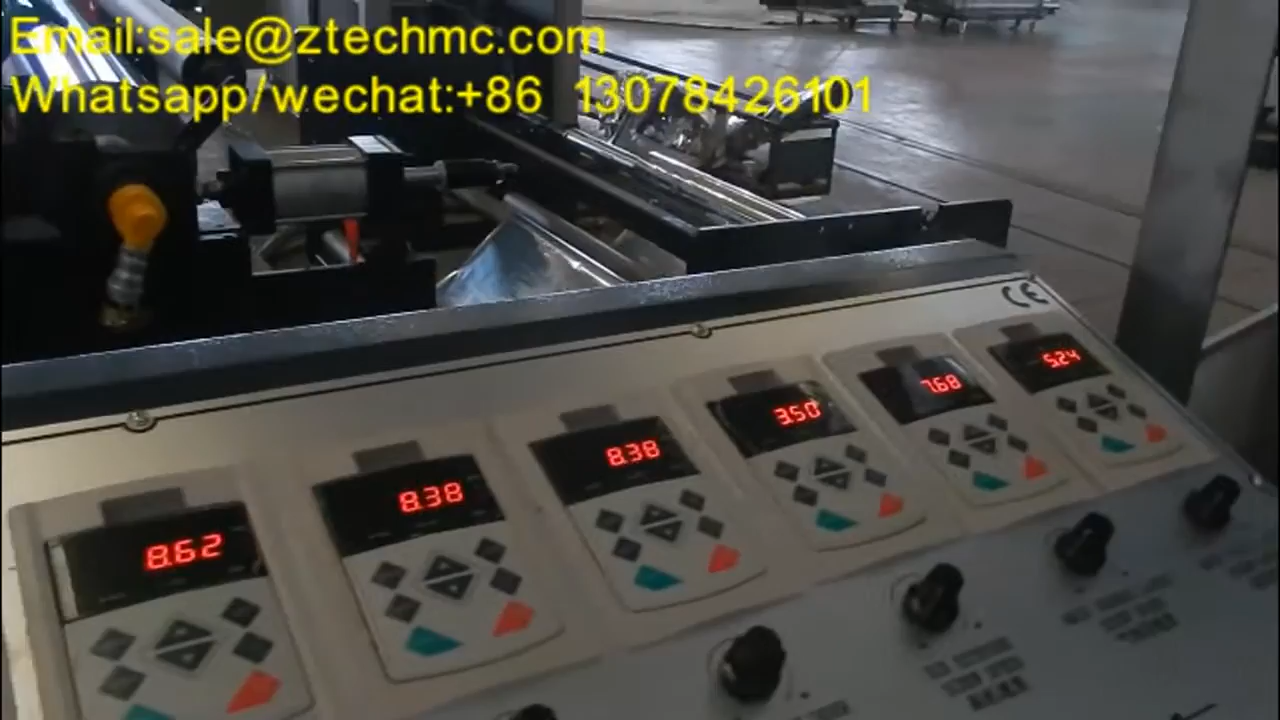 Email:sale@ztechmc.com
Whatsapp/wechat:+86 13078426101
CE
5.24
7.68
3.50
8.38
8.38
8.62